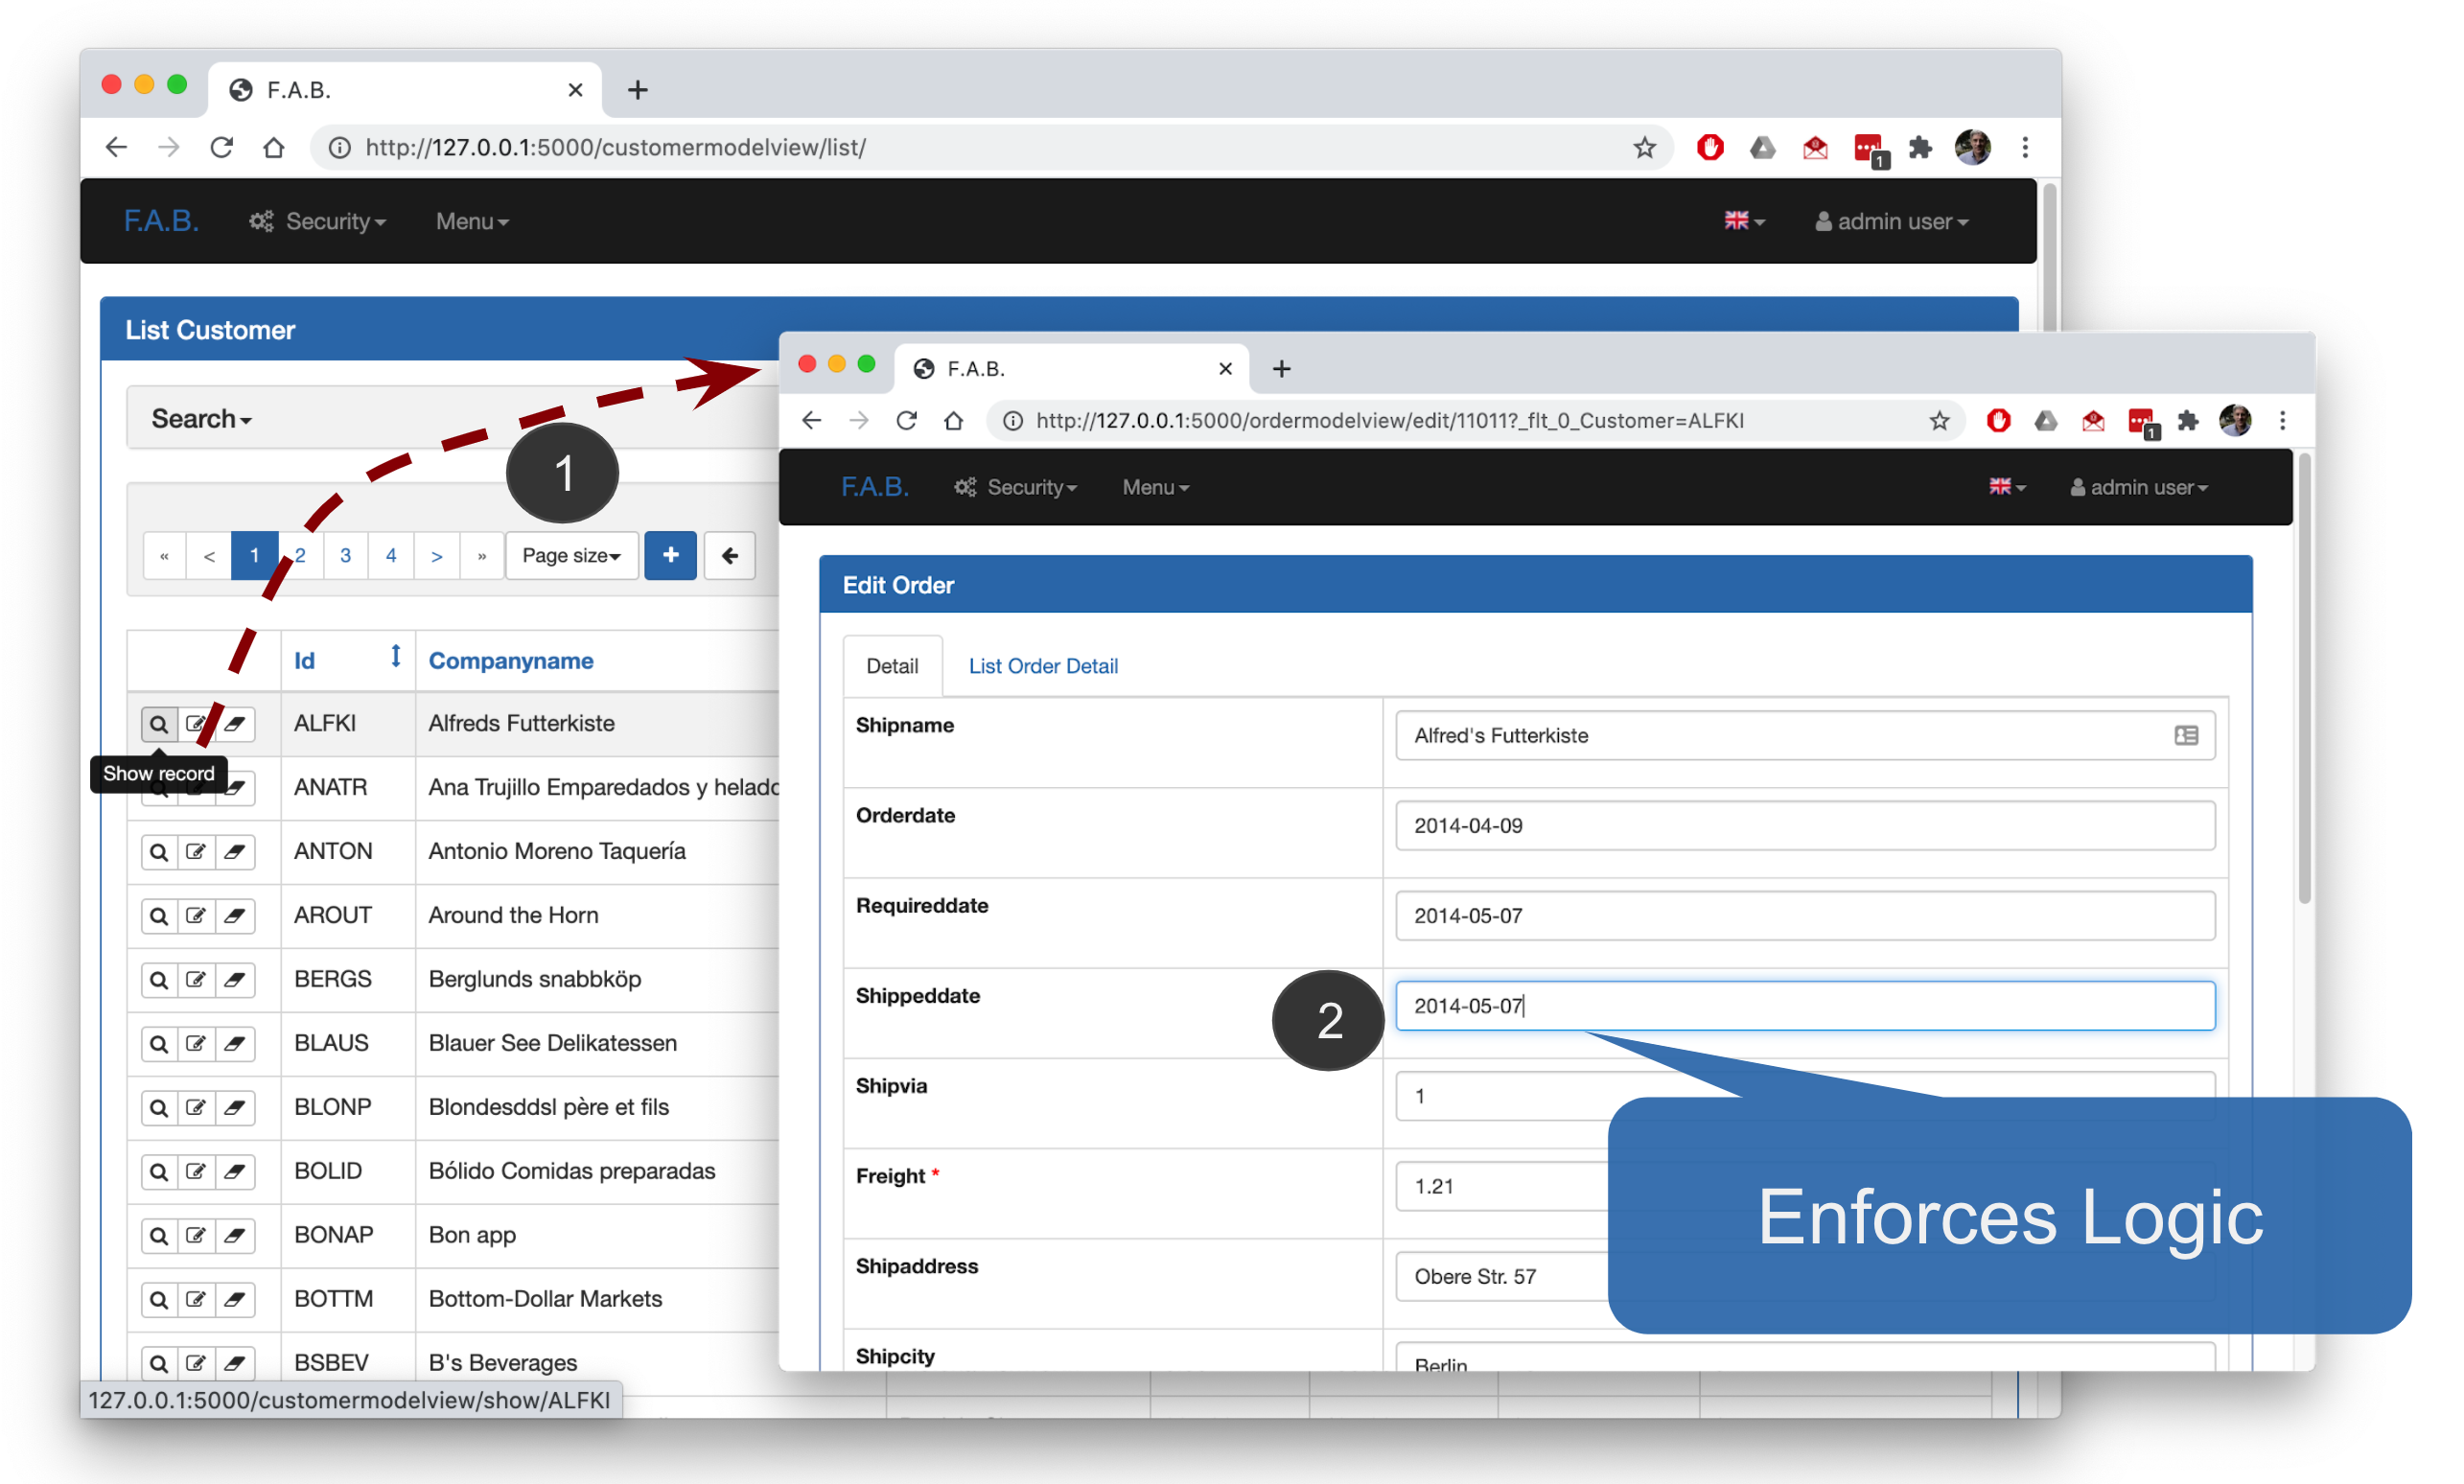 F.A.B.
http://127.0.0.1:5000/customermodelview/list/
1
F.A.B. Security Menu admin user
List Customer
Search
1
« < 1 2 3 4 > » Page size
Id Companyname
ALFKI Alfreds Futterkiste
Show record
ANATR Ana Trujillo Emparedados y helado
ANTON Antonio Moreno Taquería
AROUT Around the Horn
BERGS Berglunds snabbköp
BLAUS Blauer See Delikatessen
BLONP Blondesddsl père et fils
BOLID Bólido Comidas preparadas
BONAP Bon app
BOTTM Bottom-Dollar Markets
BSBEV B's Beverages
127.0.0.1:5000/customermodelview/show/ALFKI
F.A.B.
http://127.0.0.1:5000/ordermodelview/edit/11011?_flt_0_Customer=ALFKI
1
F.A.B. Security Menu admin user
Edit Order
Detail List Order Detail
Shipname Alfred's Futterkiste
Orderdate 2014-04-09
Requireddate 2014-05-07
Shippeddate 2 2014-05-07
Shipvia 1
Freight * 1.21
Enforces Logic
Shipaddress Obere Str. 57
Shipcity Berlin